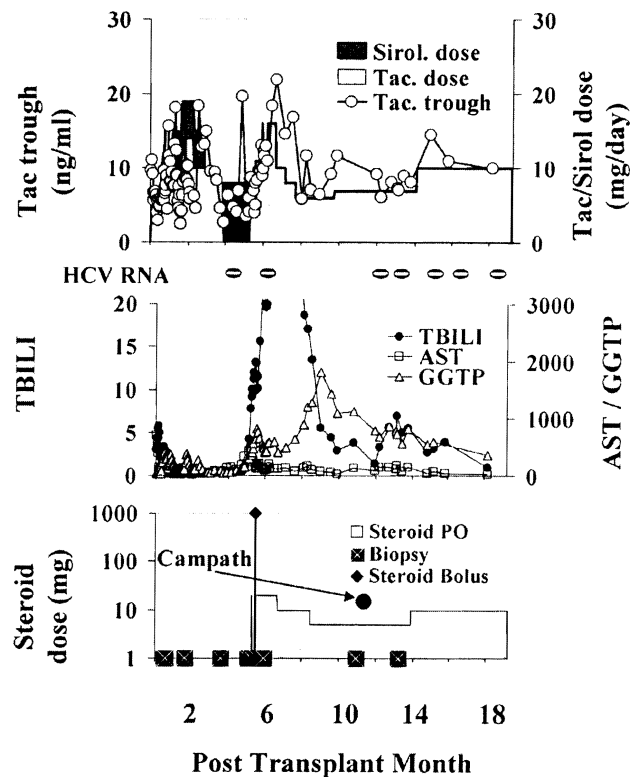 30
20
10
0
Tac trough
(ng/ml)
Sirol. dose
Tac. dose
Tac. trough
30
20
10
0
Tac/Sirol dose
(mg/day)
HCV RNA (-) (-) (-) (-) (-) (-) (-)
20
15
10
5
0
TBILI
TBILI
AST
GGTP
3000
2000
1000
0
AST / GGTP
1000
100
10
1
Steroid
dose (mg)
Campath
Steroid PO
Biopsy
Steroid Bolus
2 6 10 14 18
Post Transplant Month